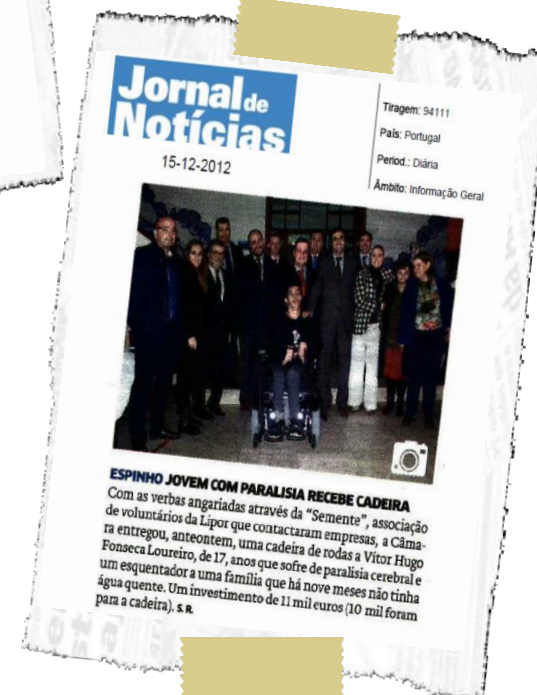 Jornal de
Notícias
15-12-2012
Tiragem: 94111
País: Portugal
Period.: Diária
Âmbito: Informação Geral
ESPINHO JOVEM COM PARALISIA RECEBE CADEIRA
Com as verbas angariadas através da “Semente”, associação
de voluntários da Lipor que contactaram empresas, a Câma-
ra entregou, anteontem, uma cadeira de rodas a Vítor Hugo
Fonseca Loureiro, de 17, anos que sofre de paralisia cerebral e
um esquentador a uma família que há nove meses não tinha
água quente. Um investimento de 11 mil euros (10 mil foram
para a cadeira). S. R.